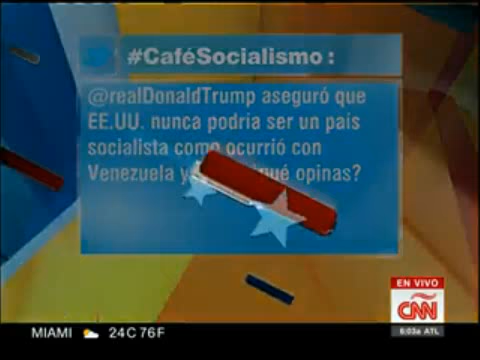 #CaféSocialismo:
@realDonaldTrump aseguró que
EE.UU. nunca podría ser un país
socialista como ocurrió con
Venezuela y qué opinas?
EN VIVO
CNN
6:03a ATL
MIAMI 24C 76F